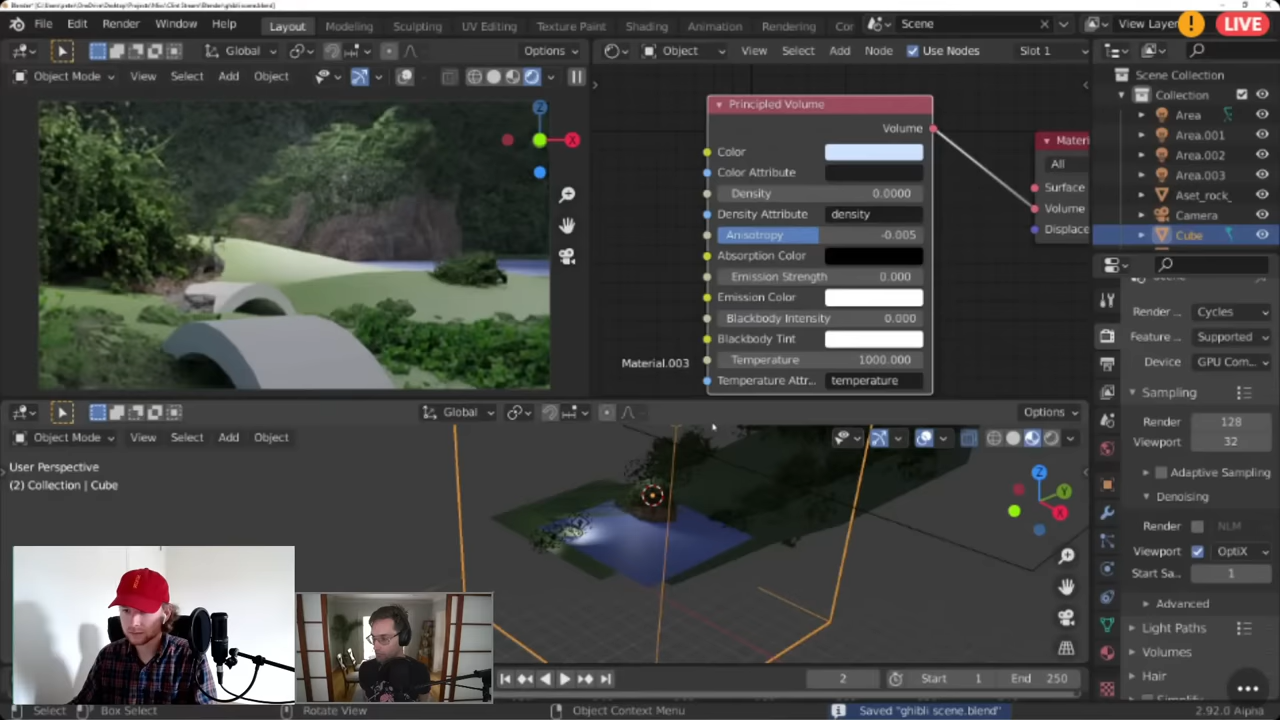 File Edit Render Window Help Layout Modeling Sculpting UV Editing Texture Paint Shading Animation Rendering Scene View Layer LIVE
Global Options Object View Select Add Node Use Nodes Slot 1
Object Mode View Select Add Object
Scene Collection
Collection
Area
Area.001
Area.002
Area.003
Aset_rock_
Camera
Cube
Z
X
Principled Volume
Volume
Color
Color Attribute
Density 0.0000
Density Attribute density
Anisotropy -0.005
Absorption Color
Emission Strength 0.000
Emission Color
Blackbody Intensity 0.000
Blackbody Tint
Temperature 1000.000
Temperature Attr... temperature
Material.003
Materi
All
Surface
Volume
Displace
Render ... Cycles
Feature ... Supported
Device GPU Com...
Sampling
Render 128
Viewport 32
Adaptive Sampling
Denoising
Render NLM
Viewport OptiX
Start Sa... 1
Advanced
Light Paths
Volumes
Hair
Global Options
Object Mode View Select Add Object
User Perspective
(2) Collection | Cube
Z
Y
X
2 Start 1 End 250
Select Box Select Rotate View Object Context Menu Saved "ghibli scene.blend" 2.92.0 Alpha